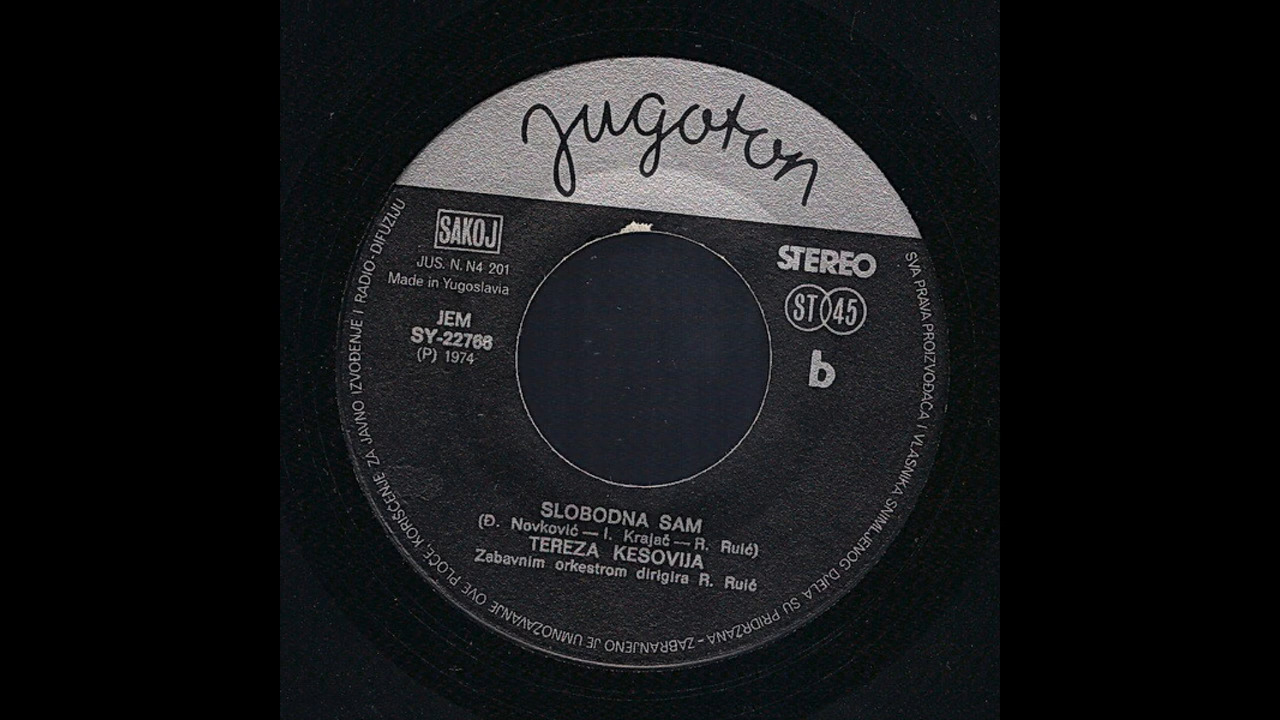 jugoton
SAKOJ
JUS. N. N4 201
Made in Yugoslavia
JEM
SY-22766
(P) 1974
STEREO
ST 45
b
SLOBODNA SAM
(Đ. Novković — I. Krajač — R. Ruić)
TEREZA KESOVIJA
Zabavnim orkestrom dirigira R. Ruić
SVA PRAVA PROIZVOĐAČA I VLASNIKA SNIMLJENOG DJELA SU PRIDRŽANA - ZABRANJENO JE UMNOŽAVANJE OVE PLOČE, KORIŠĆENJE ZA JAVNO IZVOĐENJE I RADIO-DIFUZIJU